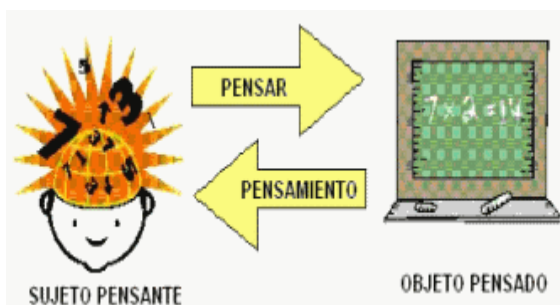 PENSAR
7 x 2 = 14
PENSAMIENTO
SUJETO PENSANTE
OBJETO PENSADO